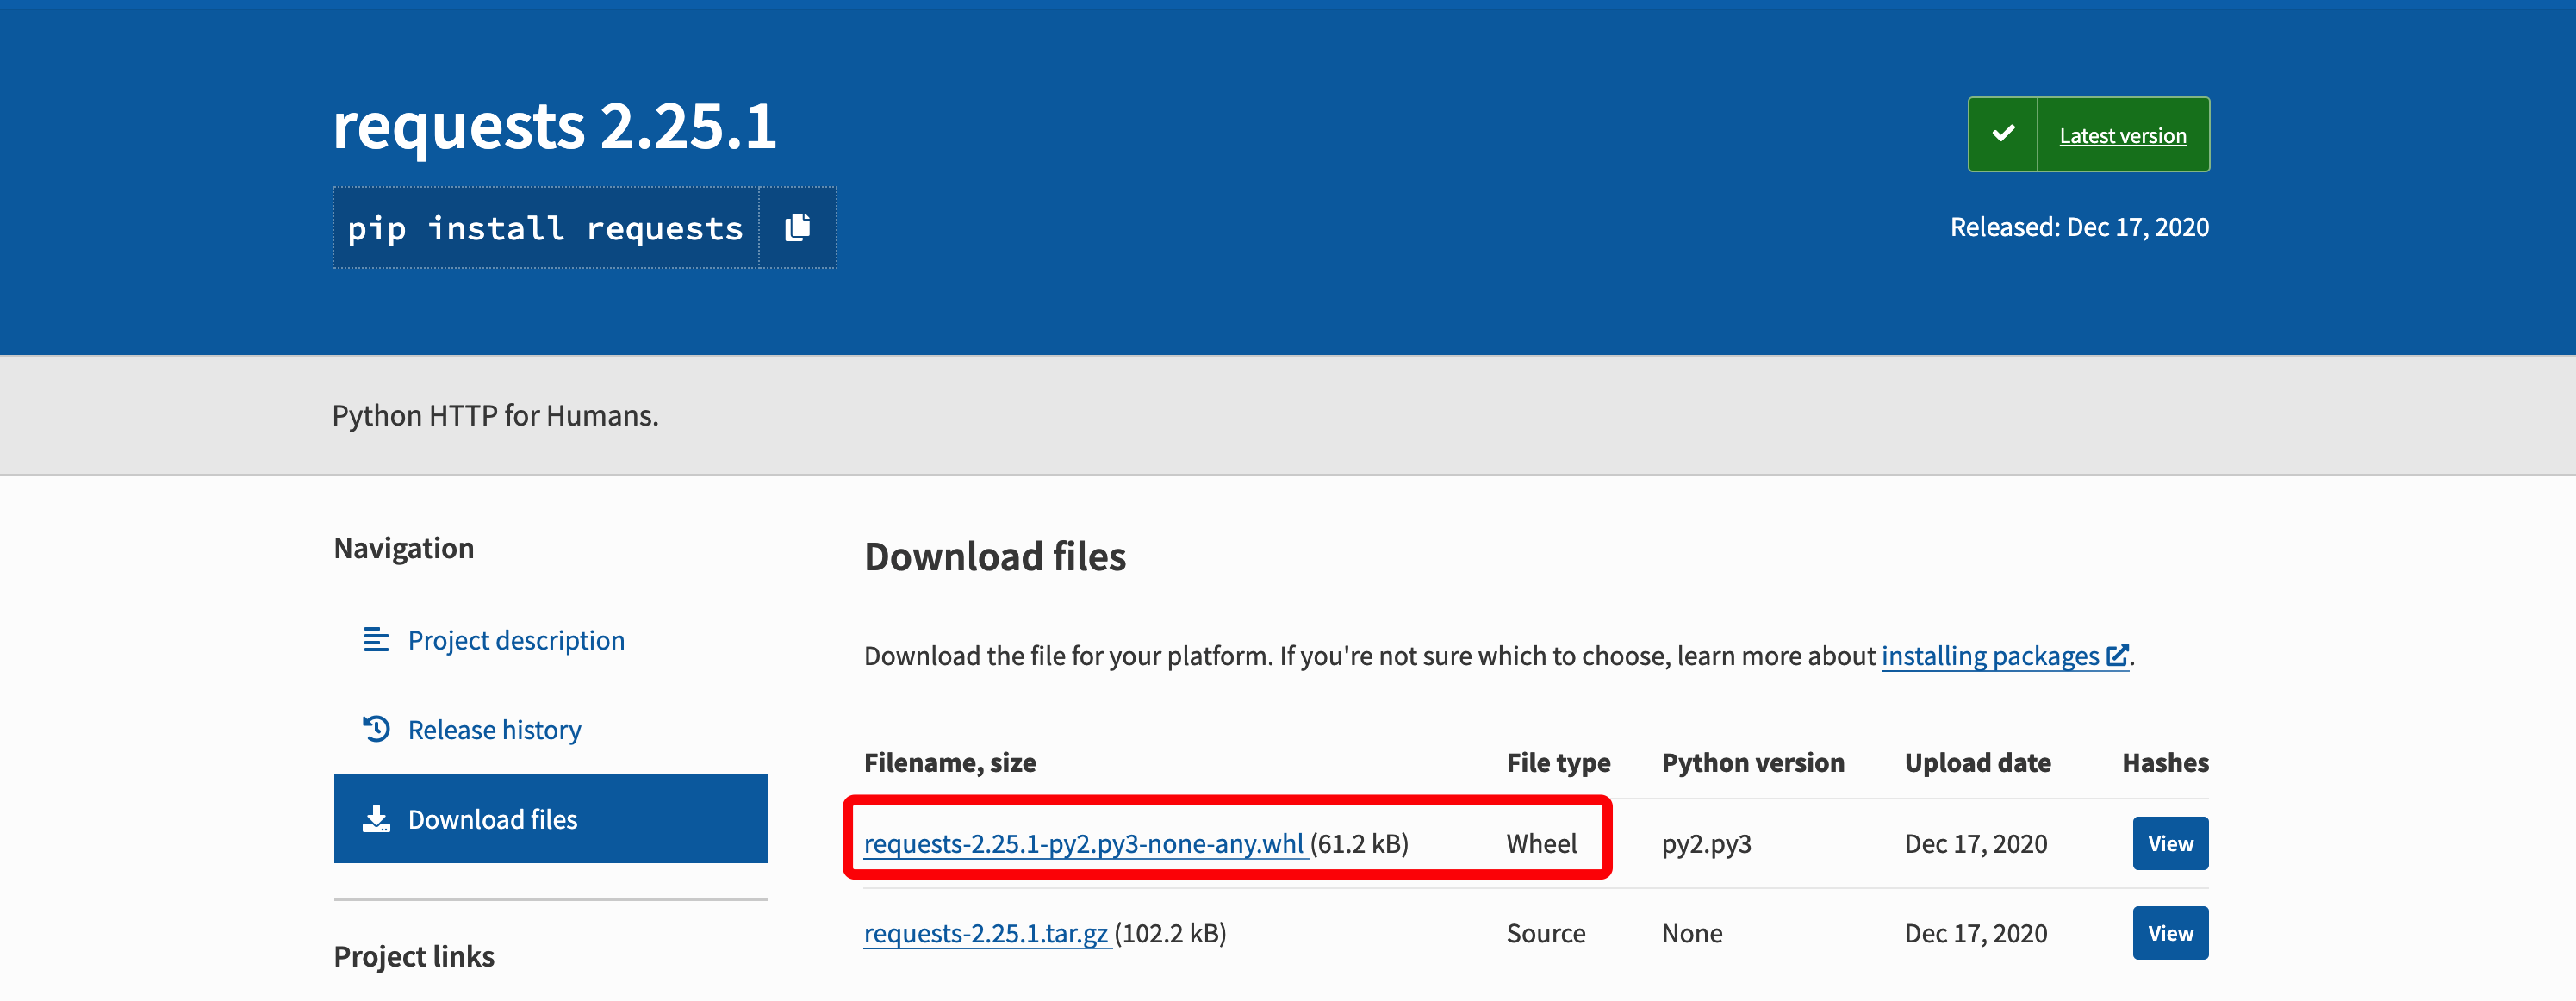 requests 2.25.1
Latest version
pip install requests
Released: Dec 17, 2020
Python HTTP for Humans.
Navigation
Project description
Release history
Download files
Project links
Download files
Download the file for your platform. If you're not sure which to choose, learn more about installing packages.
Filename, size File type Python version Upload date Hashes
requests-2.25.1-py2.py3-none-any.whl (61.2 kB) Wheel py2.py3 Dec 17, 2020 View
requests-2.25.1.tar.gz (102.2 kB) Source None Dec 17, 2020 View